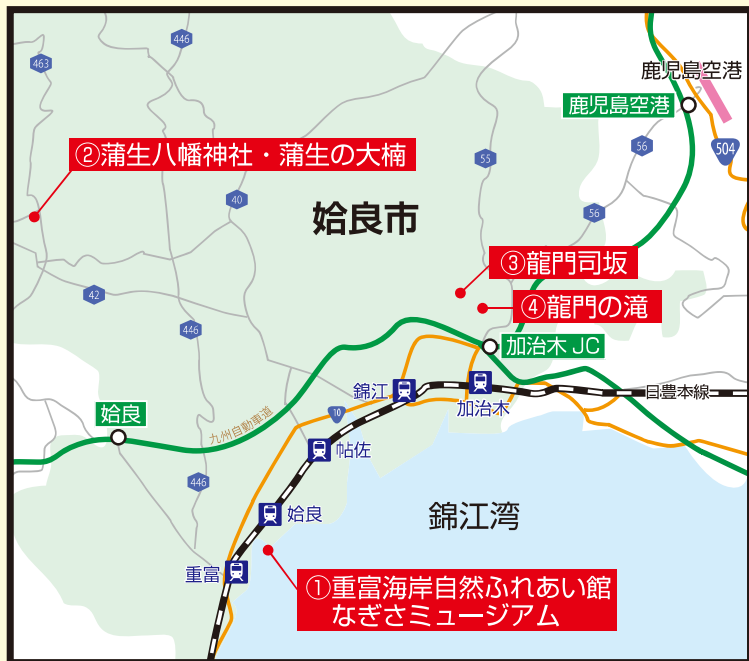 446
463
鹿児島空港
鹿児島空港
504
56
55
②蒲生八幡神社・蒲生の大楠
40
56
姶良市
③龍門司坂
42
④龍門の滝
446
加治木 JC
錦江
加治木
日豊本線
姶良
10
九州自動車道
帖佐
446
姶良
錦江湾
重富
①重富海岸自然ふれあい館
なぎさミュージアム